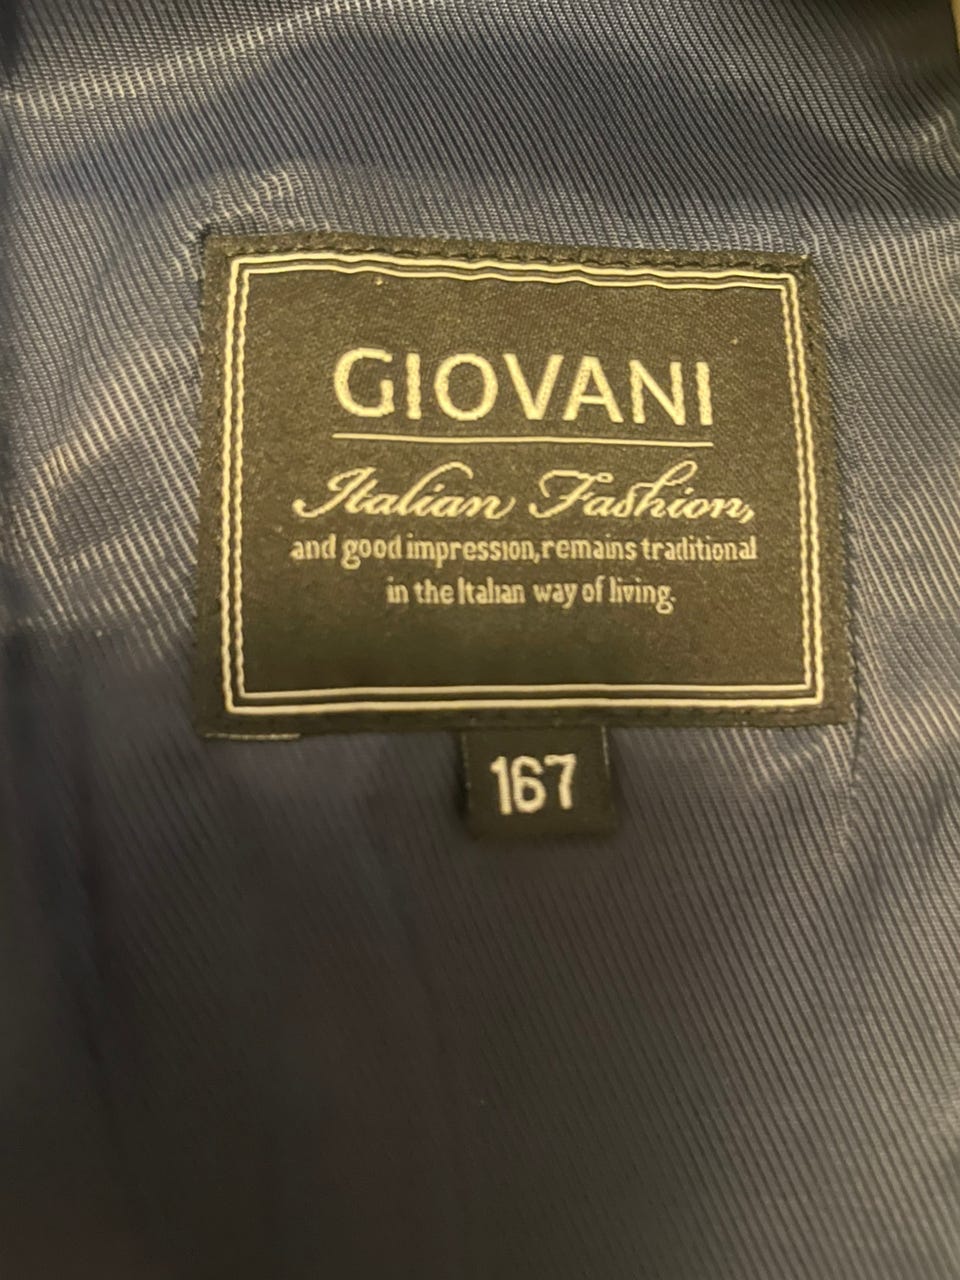 GIOVANI
Italian Fashion,
and good impression, remains traditional
in the Italian way of living.
167